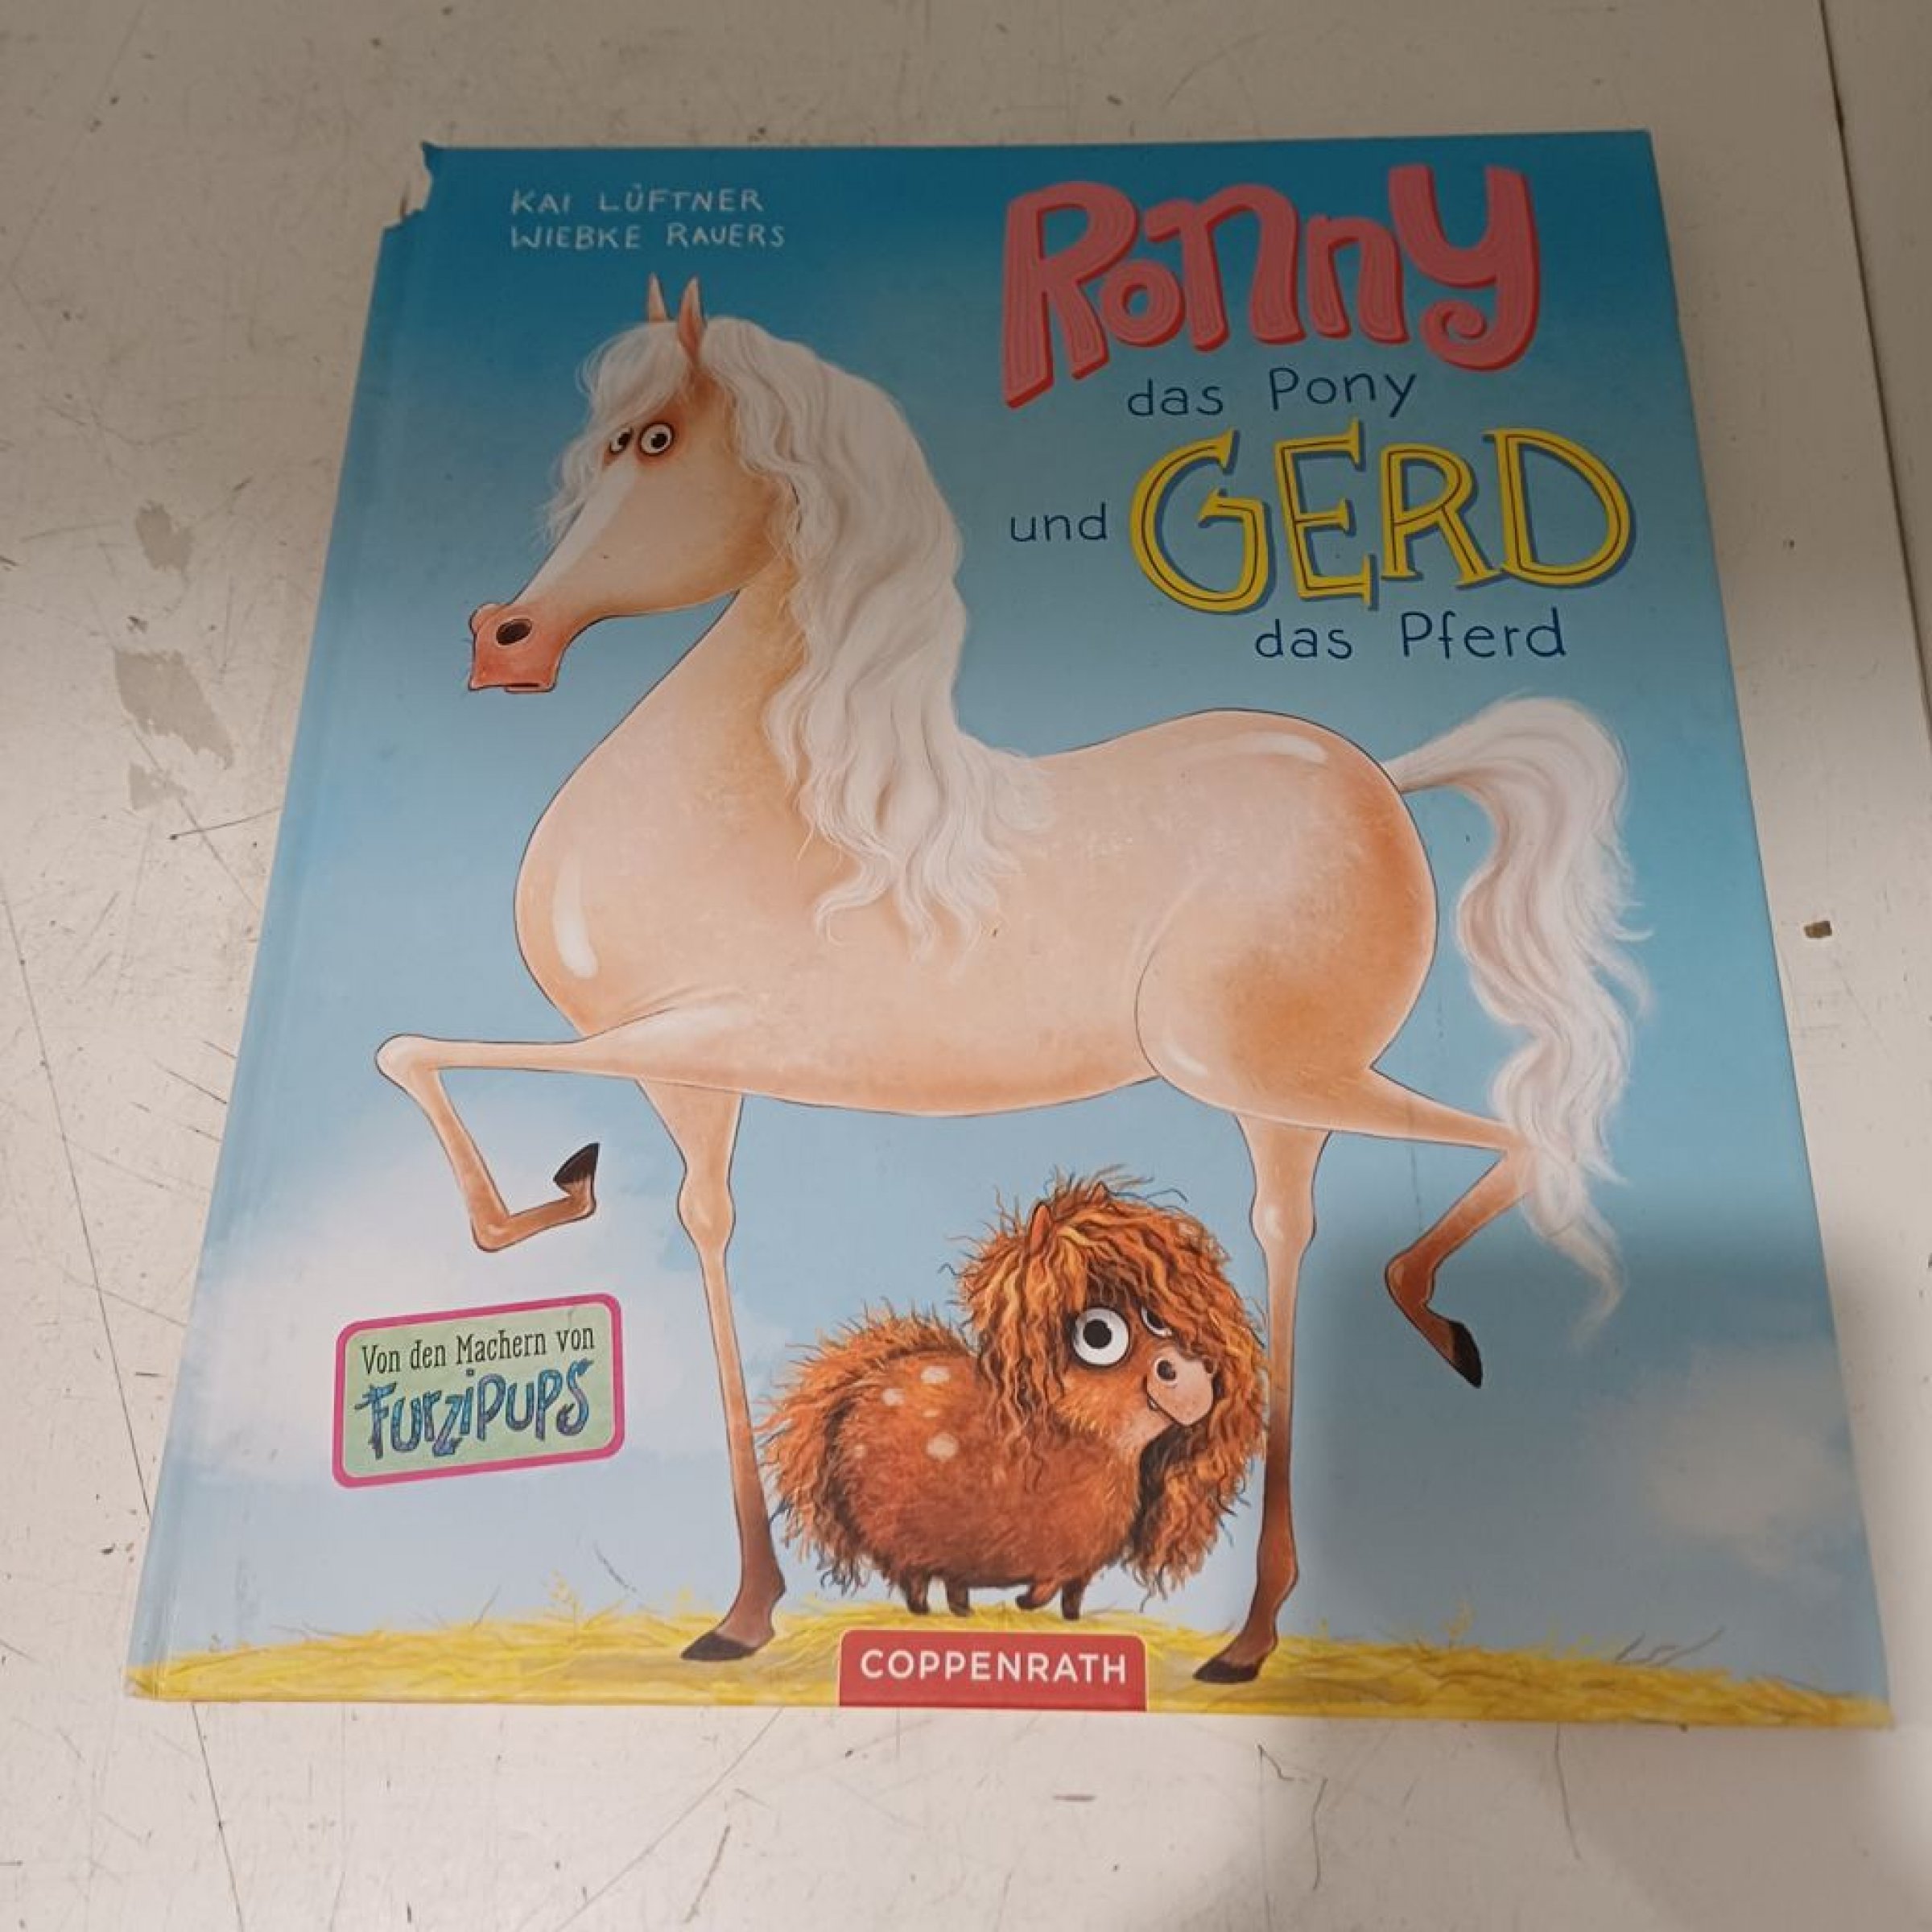 KAI LÜFTNER
WIEBKE RAUERS
Ronny
das Pony
und GERD
das Pferd
Von den Machern von
FURZIPUPS
COPPENRATH